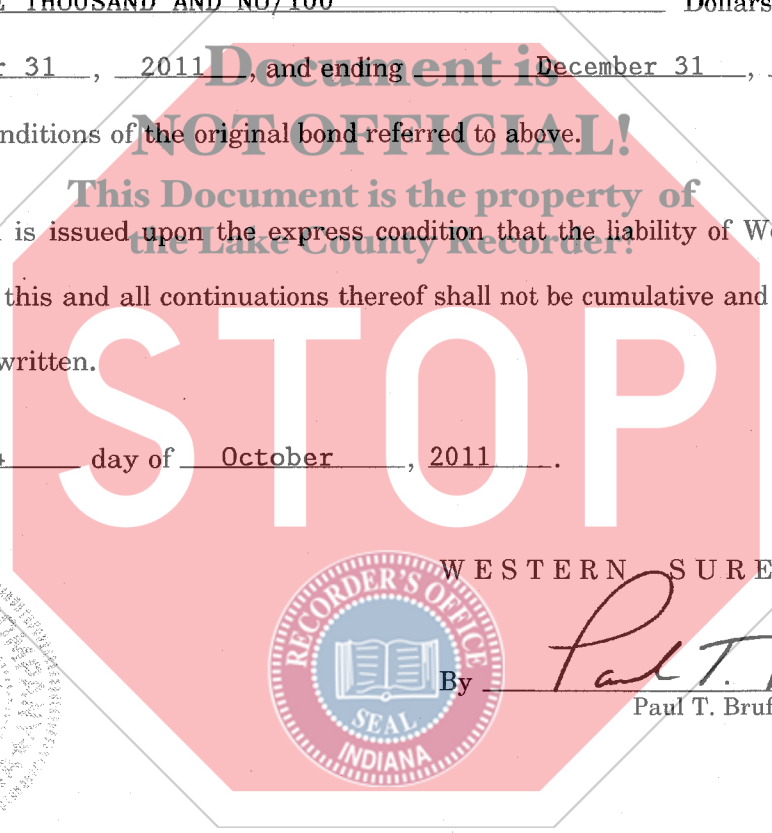 THOUSAND AND NO/100 Dollars
31, 2011, and ending December 31,
Document is
of the original bond referred to above.
NOT OFFICIAL!
This Document is the property of
is issued upon the express condition that the liability of
the Lake County Recorder!
this and all continuations thereof shall not be cumulative and
written.
STOP
day of October, 2011.
WESTERN
RECORDER'S OFFICE
By Paul T.
Paul T.
SEAL
INDIANA